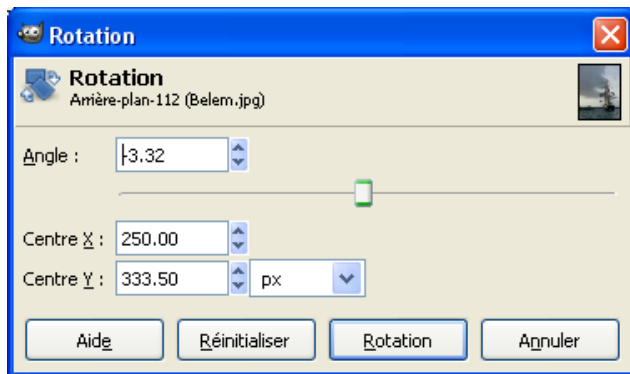 Rotation
Rotation
Arrière-plan-112 (Belem.jpg)
Angle : -3.32
Centre X : 250.00
Centre Y : 333.50 px
Aide Réinitialiser Rotation Annuler